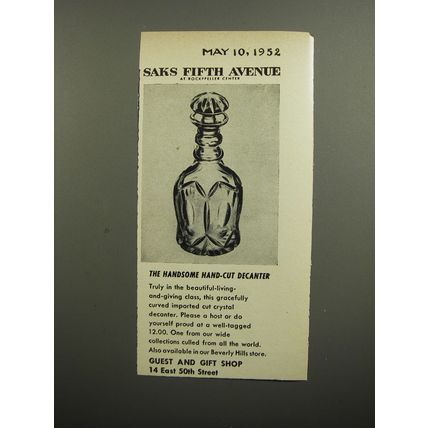 MAY 10, 1952
SAKS FIFTH AVENUE
AT ROCKEFELLER CENTER
THE HANDSOME HAND-CUT DECANTER
Truly in the beautiful-living-
and-giving class, this gracefully
curved imported cut crystal
decanter. Please a host or do
yourself proud at a well-tagged
12.00. One from our wide
collections culled from all the world.
Also available in our Beverly Hills store.
GUEST AND GIFT SHOP
14 East 50th Street